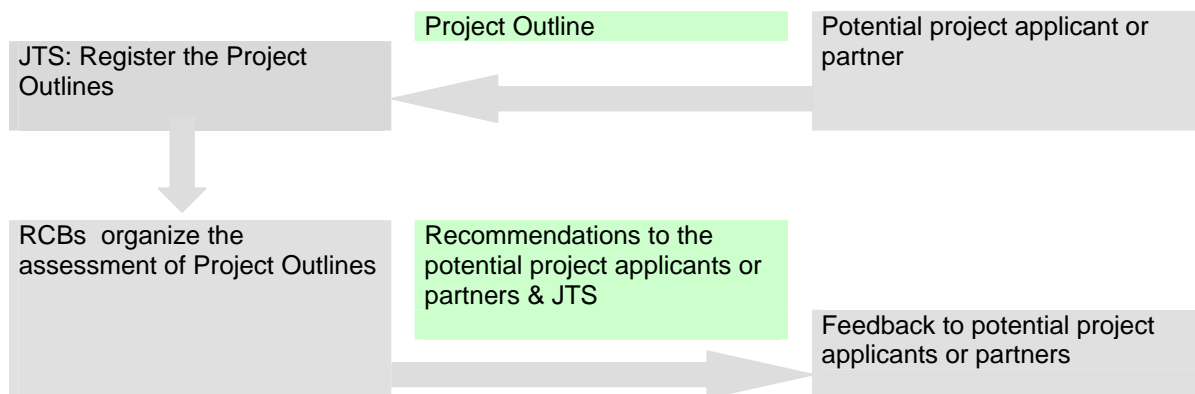 Project Outline
Potential project applicant or
partner
JTS: Register the Project
Outlines
RCBs  organize the
assessment of Project Outlines
Recommendations to the
potential project applicants or
partners & JTS
Feedback to potential project
applicants or partners